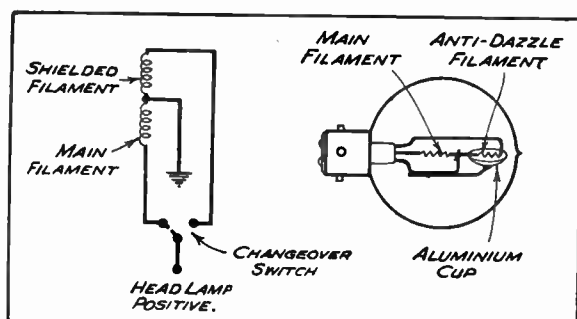 SHIELDED
FILAMENT
MAIN
FILAMENT
CHANGEOVER
SWITCH
HEAD LAMP
POSITIVE.
MAIN
FILAMENT
ANTI-DAZZLE
FILAMENT
ALUMINIUM
CUP